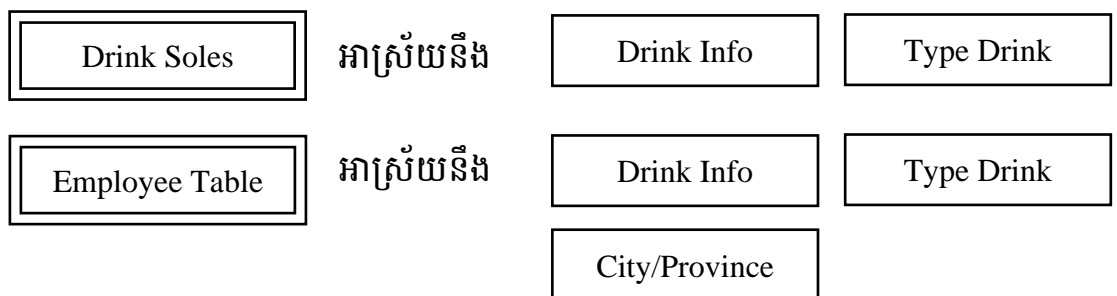 Drink Soles អាស្រ័យនឹង Drink Info Type Drink
Employee Table អាស្រ័យនឹង Drink Info Type Drink
City/Province